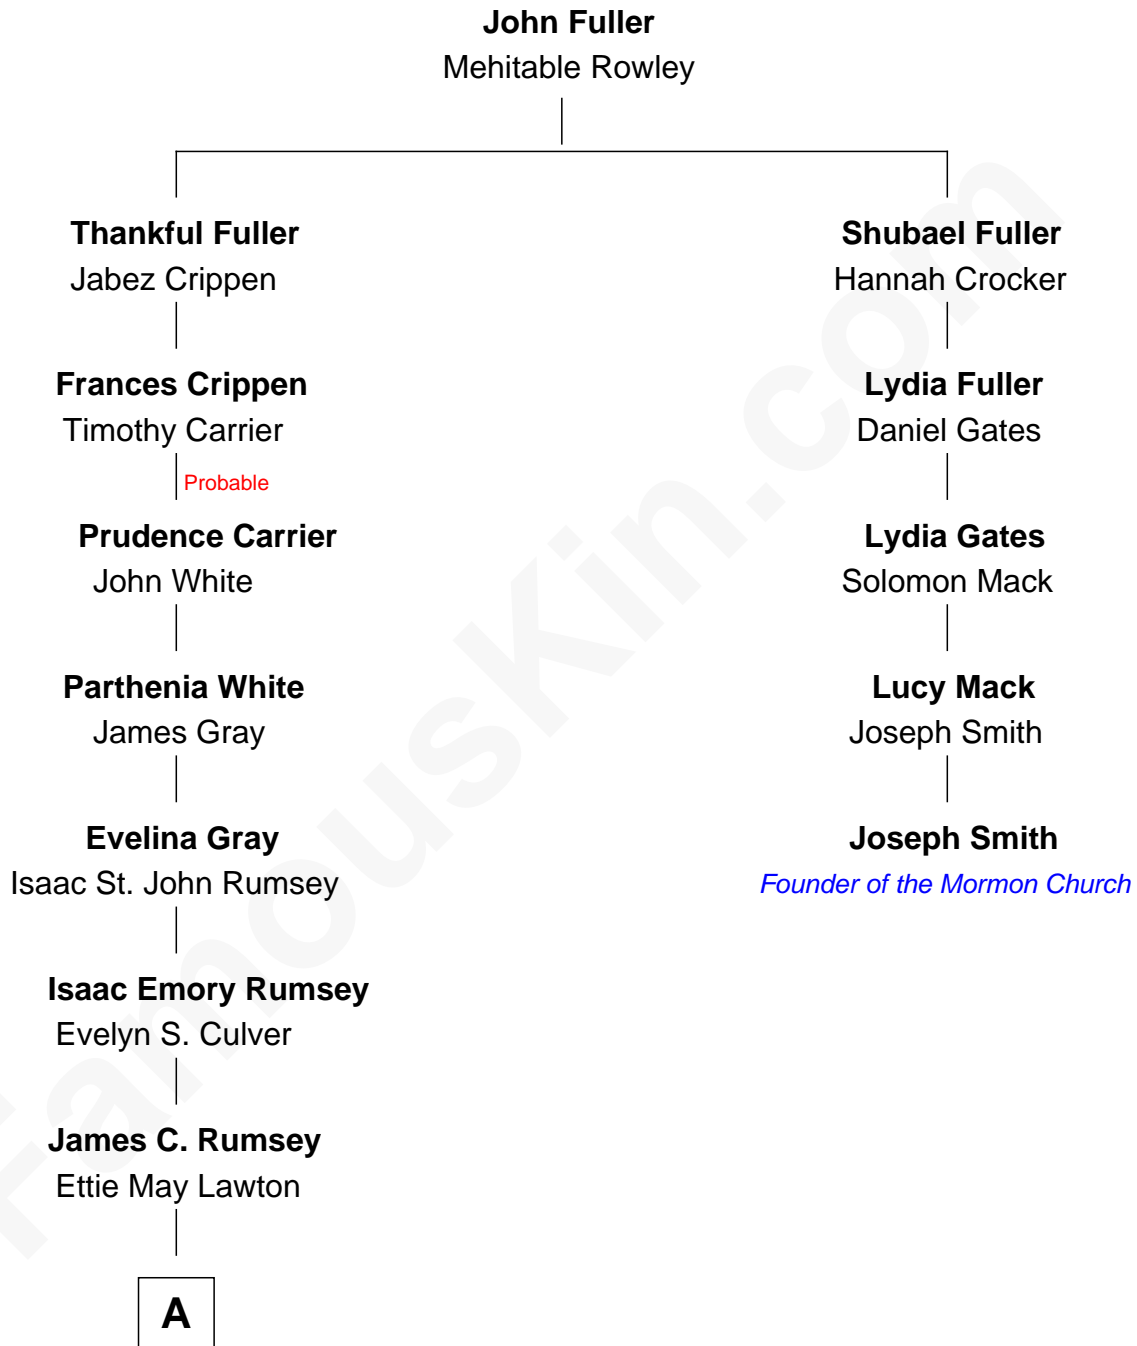 John Fuller
Mehitable Rowley
Thankful Fuller
Jabez Crippen
Shubael Fuller
Hannah Crocker
Frances Crippen
Timothy Carrier
Lydia Fuller
Daniel Gates
Probable
Prudence Carrier
John White
Lydia Gates
Solomon Mack
Parthenia White
James Gray
Lucy Mack
Joseph Smith
Evelina Gray
Isaac St. John Rumsey
Joseph Smith
Founder of the Mormon Church
Isaac Emory Rumsey
Evelyn S. Culver
James C. Rumsey
Ettie May Lawton
A
FamousKin.com